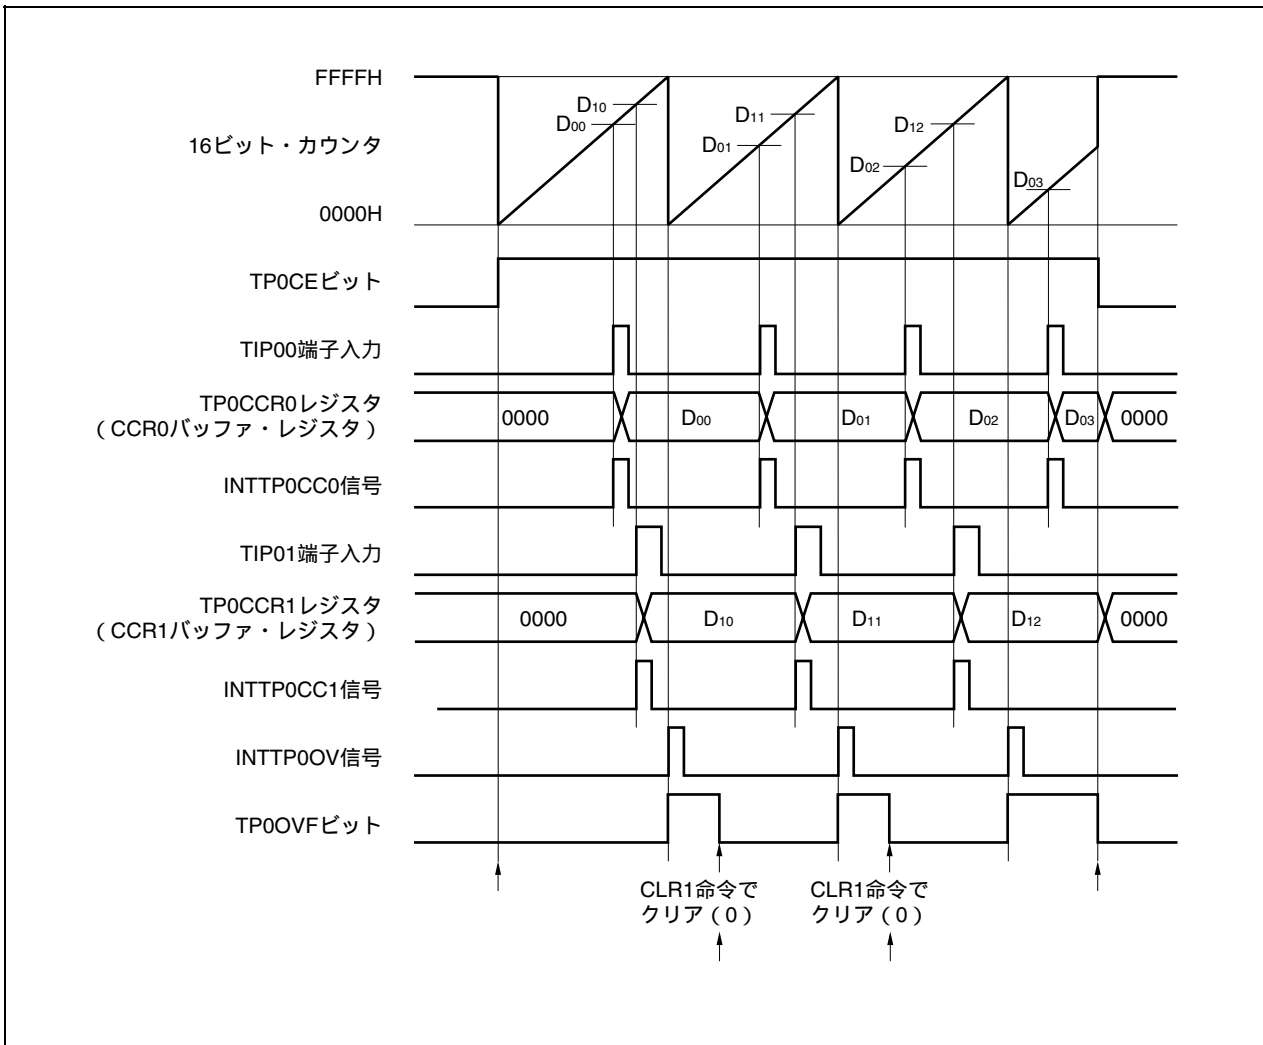 FFFFH
D10
D00
D11
D01
D12
D02
D03
16ビット・カウンタ
0000H
TP0CEビット
TIP00端子入力
TP0CCR0レジスタ
（CCR0バッファ・レジスタ）
0000
D00
D01
D02
D03
0000
INTTP0CC0信号
TIP01端子入力
TP0CCR1レジスタ
（CCR1バッファ・レジスタ）
0000
D10
D11
D12
0000
INTTP0CC1信号
INTTP0OV信号
TP0OVFビット
CLR1命令で
クリア（0）
CLR1命令で
クリア（0）